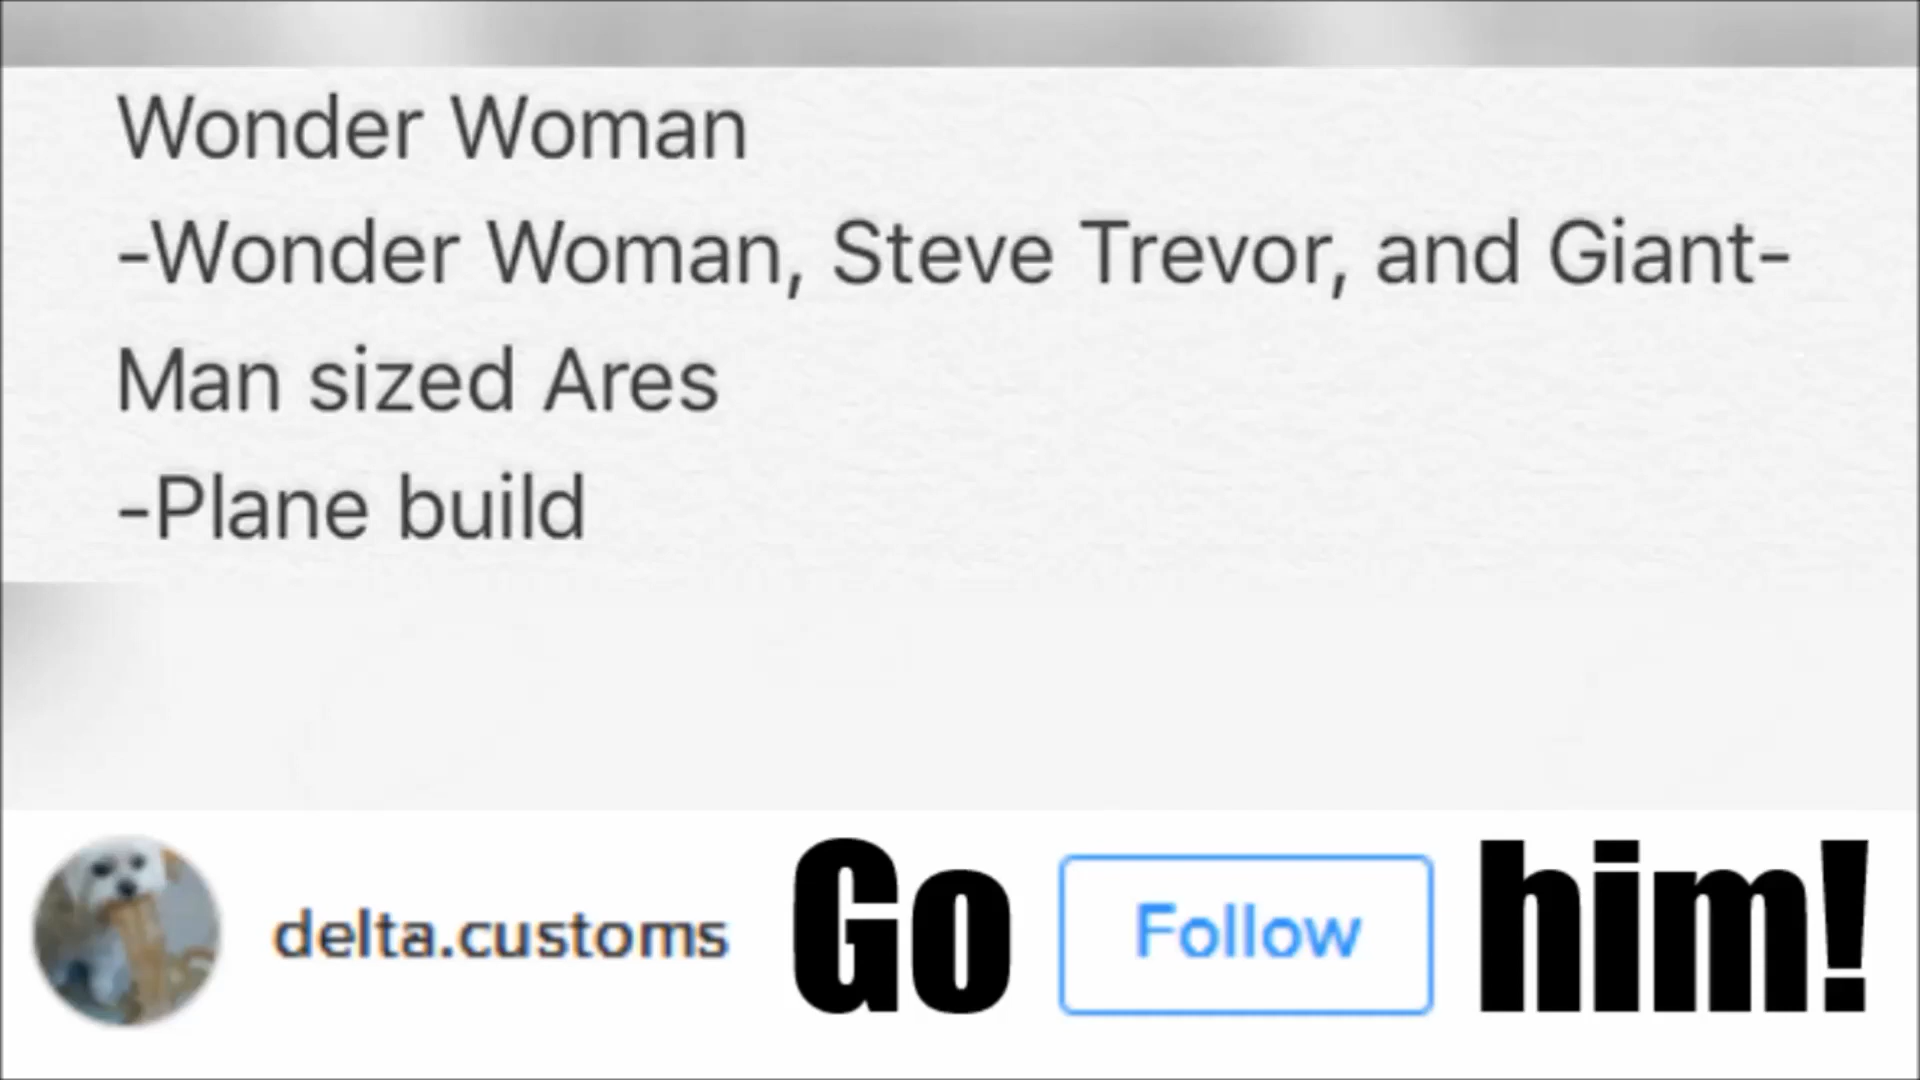 Wonder Woman
-Wonder Woman, Steve Trevor, and Giant-
Man sized Ares
-Plane build
delta.customs Go Follow him!